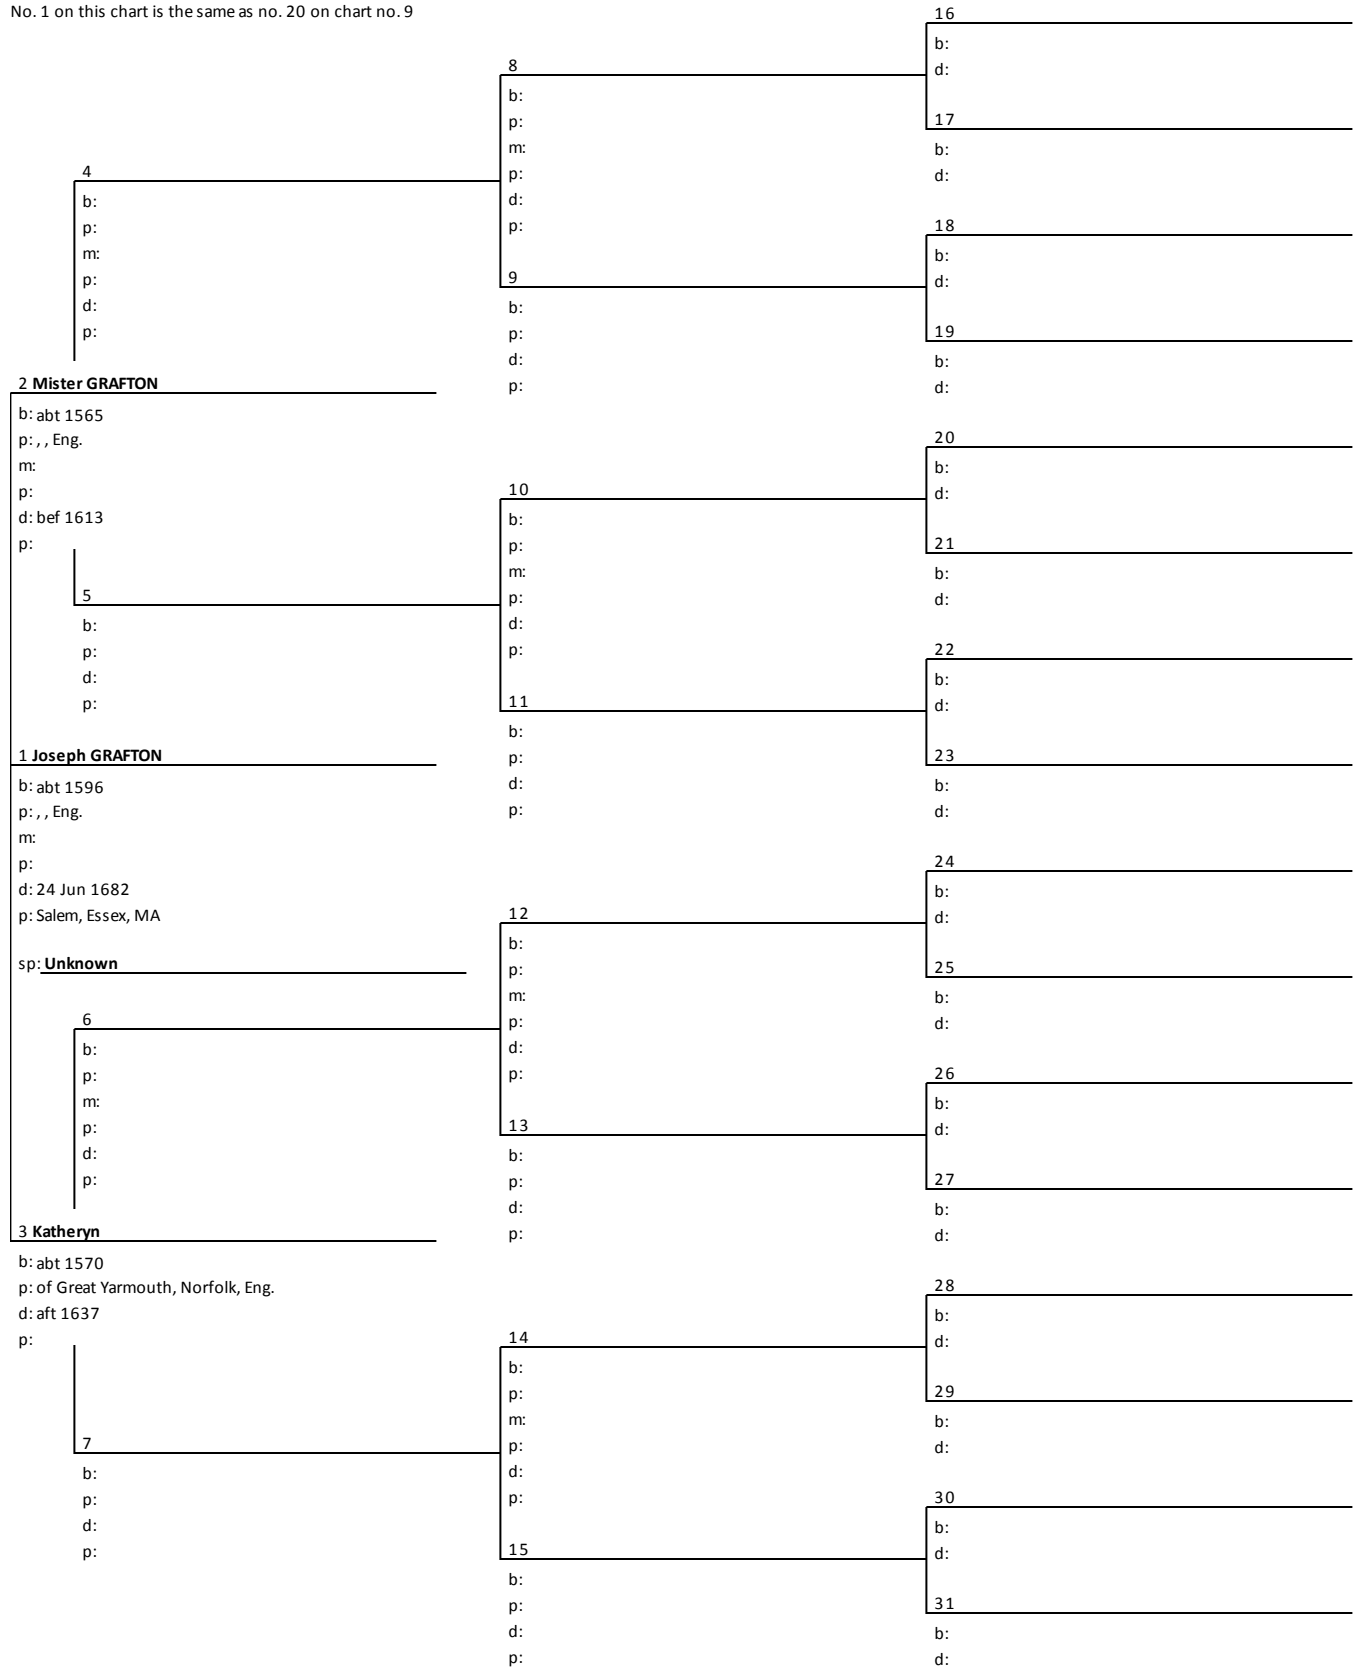 No. 1 on this chart is the same as no. 20 on chart no. 9
16
b:
d:
8
b:
p:
m:
p:
d:
p:
17
b:
d:
4
b:
p:
m:
p:
d:
p:
18
b:
d:
9
b:
p:
d:
p:
19
b:
d:
2 Mister GRAFTON
b: abt 1565
p: , , Eng.
m:
p:
d: bef 1613
p:
20
b:
d:
10
b:
p:
m:
p:
d:
p:
21
b:
d:
5
b:
p:
d:
p:
22
b:
d:
11
b:
p:
d:
p:
23
b:
d:
1 Joseph GRAFTON
b: abt 1596
p: , , Eng.
m:
p:
d: 24 Jun 1682
p: Salem, Essex, MA
sp: Unknown
24
b:
d:
12
b:
p:
m:
p:
d:
p:
25
b:
d:
6
b:
p:
m:
p:
d:
p:
26
b:
d:
13
b:
p:
d:
p:
27
b:
d:
3 Katheryn
b: abt 1570
p: of Great Yarmouth, Norfolk, Eng.
d: aft 1637
p:
28
b:
d:
14
b:
p:
m:
p:
d:
p:
29
b:
d:
7
b:
p:
d:
p:
30
b:
d:
15
b:
p:
d:
p:
31
b:
d: